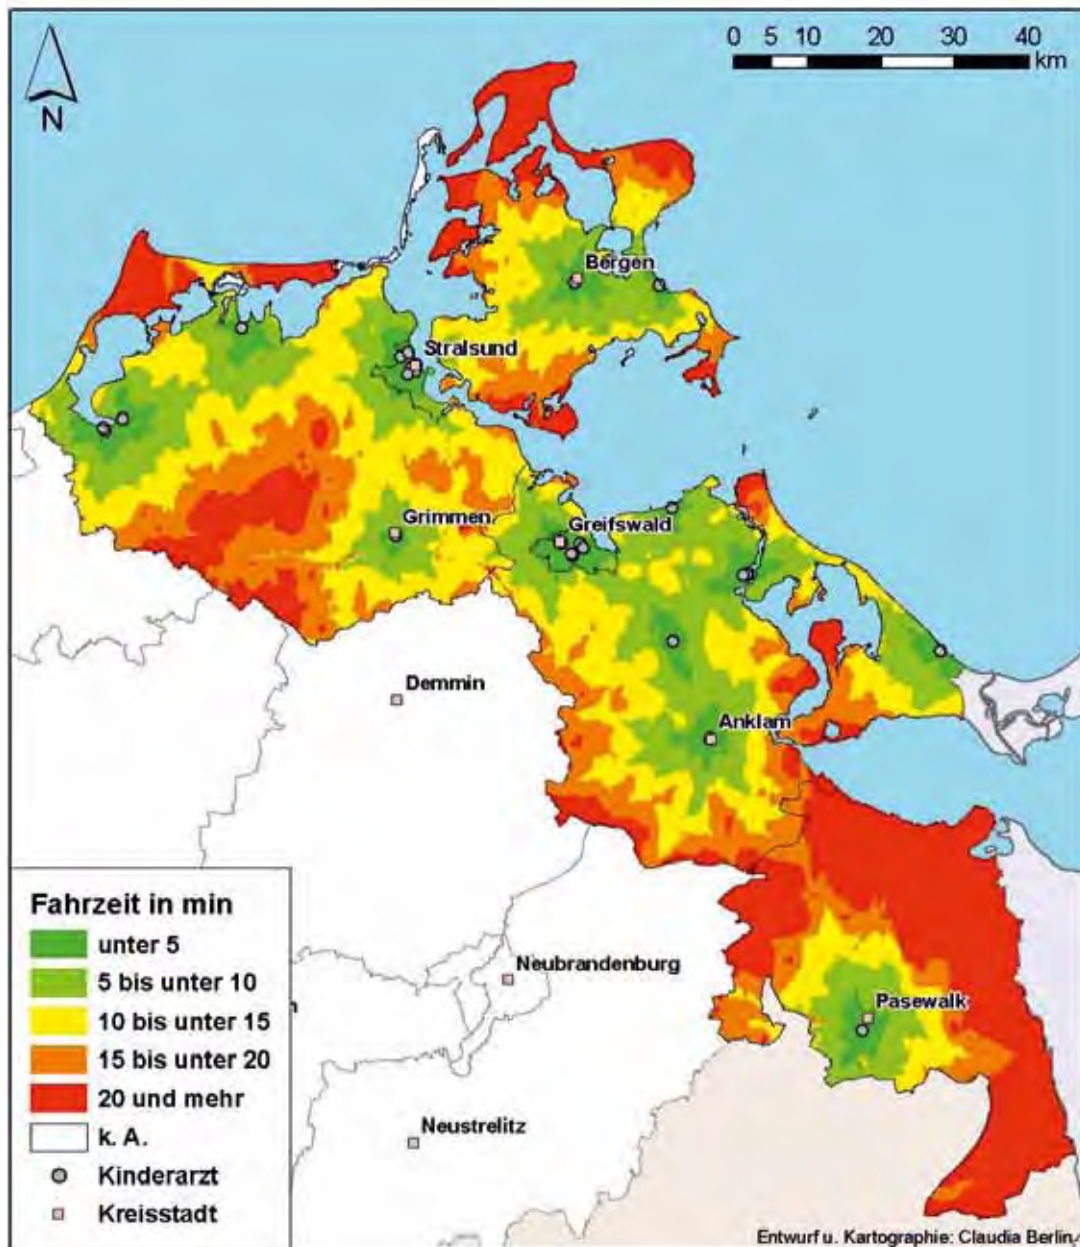 0 5 10 20 30 40
km
N
Bergen
Stralsund
Grimmen
Greifswald
Demmin
Anklam
Neubrandenburg
Pasewalk
Neustrelitz
Fahrzeit in min
unter 5
5 bis unter 10
10 bis unter 15
15 bis unter 20
20 und mehr
k. A.
Kinderarzt
Kreisstadt
Entwurf u. Kartographie: Claudia Berlin